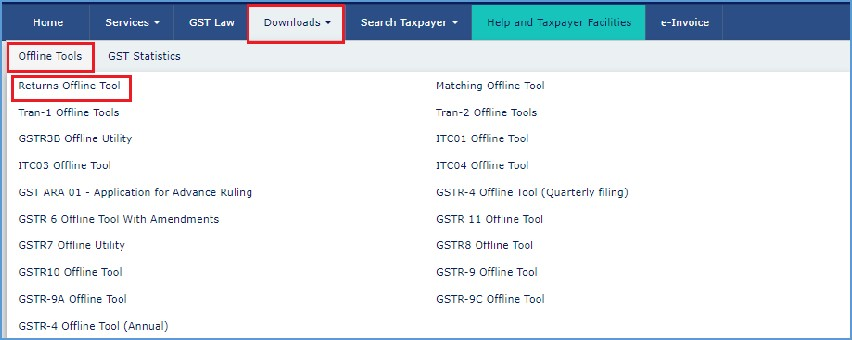 Home Services GST Law Downloads Search Taxpayer Help and Taxpayer Facilities e-Invoice
Offline Tools GST Statistics
Returns Offline Tool Matching Offline Tool
Tran-1 Offline Tools Tran-2 Offline Tools
GSTR3B Offline Utility ITC01 Offline Tool
ITC03 Offline Tool ITC04 Offline Tool
GST ARA 01 - Application for Advance Ruling GSTR-4 Offline Tool (Quarterly filing)
GSTR 6 Offline Tool With Amendments GSTR 11 Offline Tool
GSTR7 Offline Utility GSTR8 Offline Tool
GSTR10 Offline Tool GSTR-9 Offline Tool
GSTR-9A Offline Tool GSTR-9C Offline Tool
GSTR-4 Offline Tool (Annual)